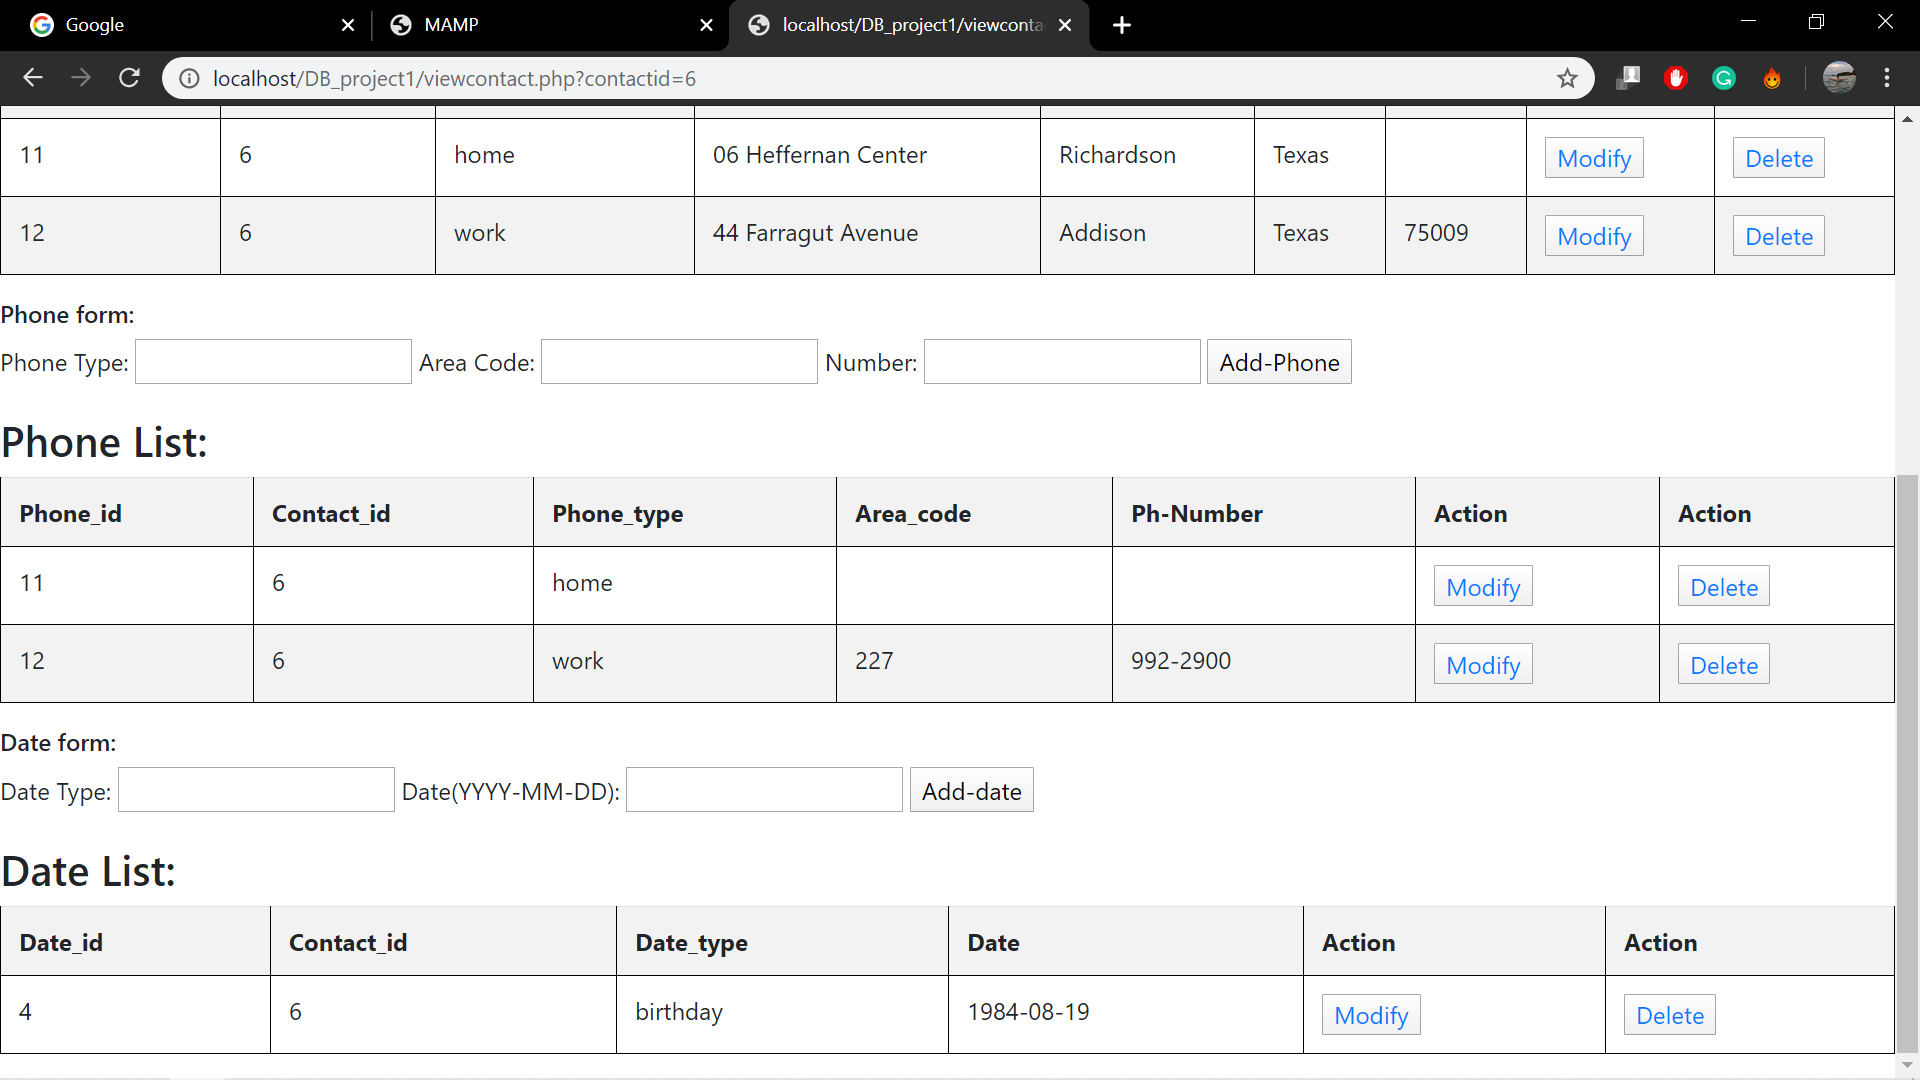 Google
MAMP
localhost/DB_project1/viewconta
localhost/DB_project1/viewcontact.php?contactid=6
11 6 home 06 Heffernan Center Richardson Texas Modify Delete
12 6 work 44 Farragut Avenue Addison Texas 75009 Modify Delete
Phone form:
Phone Type: Area Code: Number: Add-Phone
Phone List:
Phone_id Contact_id Phone_type Area_code Ph-Number Action Action
11 6 home Modify Delete
12 6 work 227 992-2900 Modify Delete
Date form:
Date Type: Date(YYYY-MM-DD): Add-date
Date List:
Date_id Contact_id Date_type Date Action Action
4 6 birthday 1984-08-19 Modify Delete